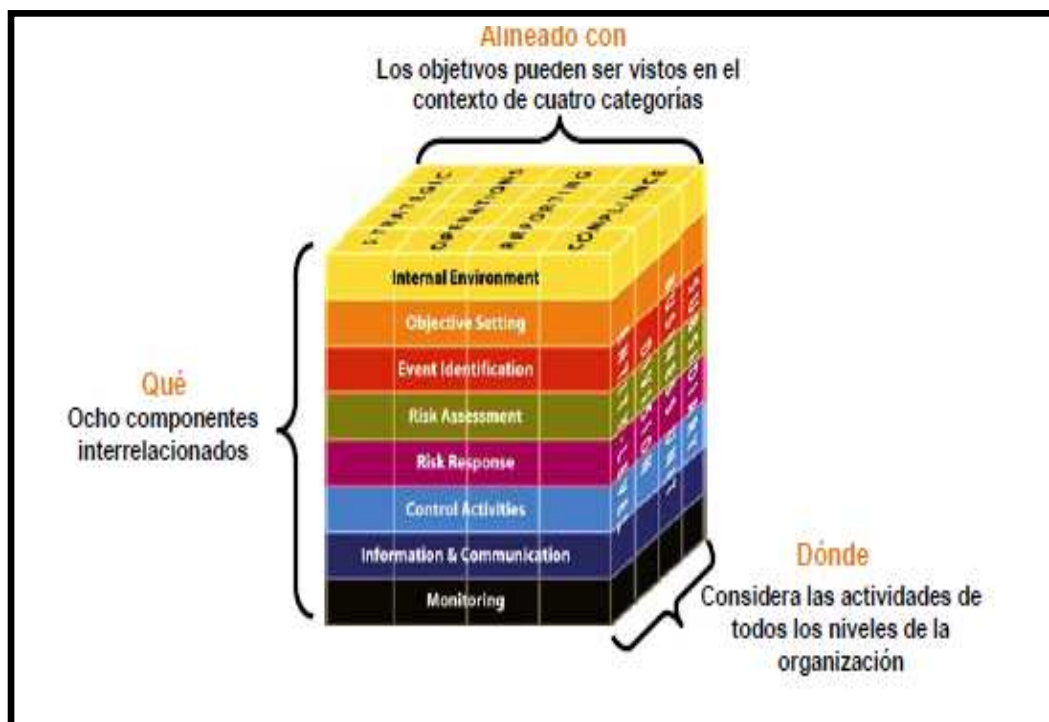 Alineado con
Los objetivos pueden ser vistos en el
contexto de cuatro categorías
STRATEGIC
OPERATIONS
REPORTING
COMPLIANCE
Internal Environment
Objective Setting
Event Identification
Risk Assessment
Risk Response
Control Activities
Information & Communication
Monitoring
Qué
Ocho componentes
interrelacionados
Dónde
Considera las actividades de
todos los niveles de la
organización